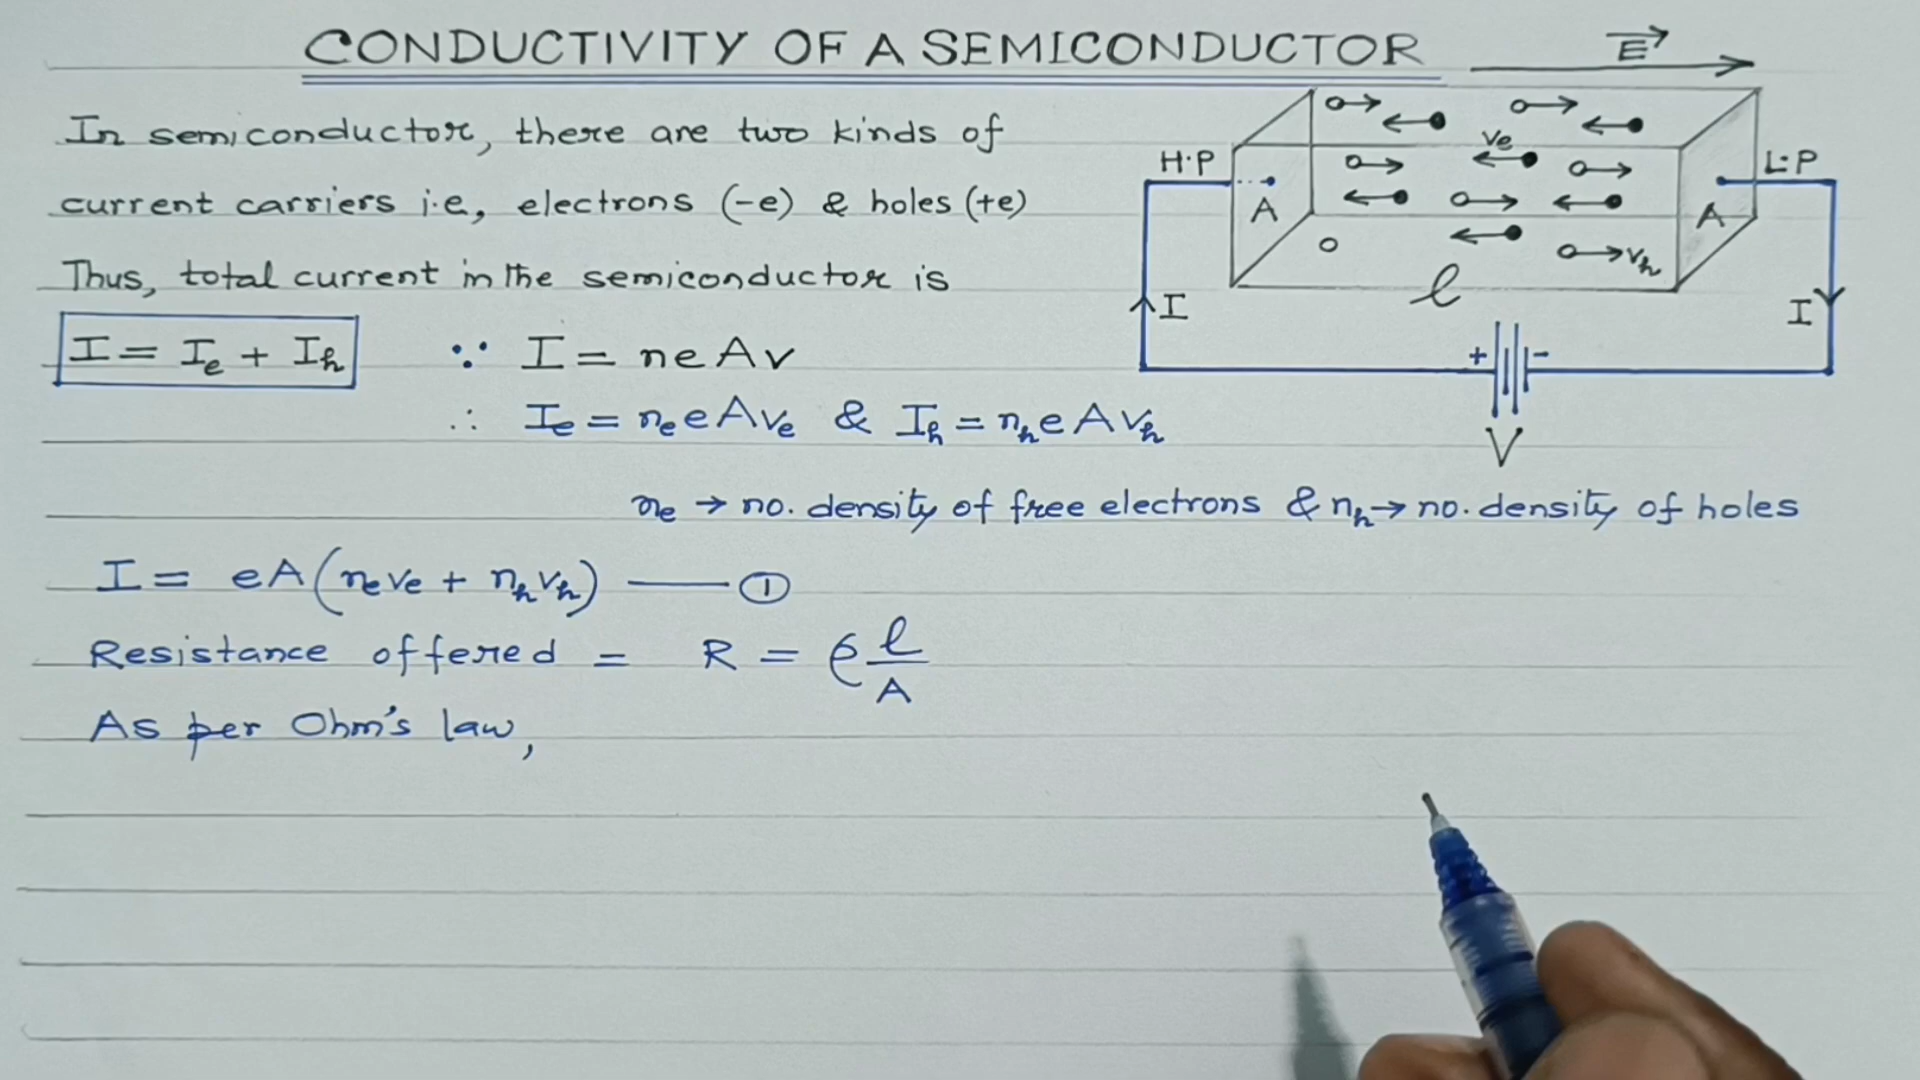 CONDUCTIVITY OF A SEMICONDUCTOR
E→
In semiconductor, there are two kinds of
current carriers i.e, electrons (-e) & holes (+e)
Thus, total current in the semiconductor is
I = Ie + Ih ∵ I = neAv
∴ Ie = neeAve & Ih = nheAvh
ne → no. density of free electrons & nh → no. density of holes
I = eA(neve + nhvh) —— ①
Resistance offered = R = ρ l/A
As per Ohm's law,
H.P
L.P
ve
A
A
vh
l
I
I
+
-
V